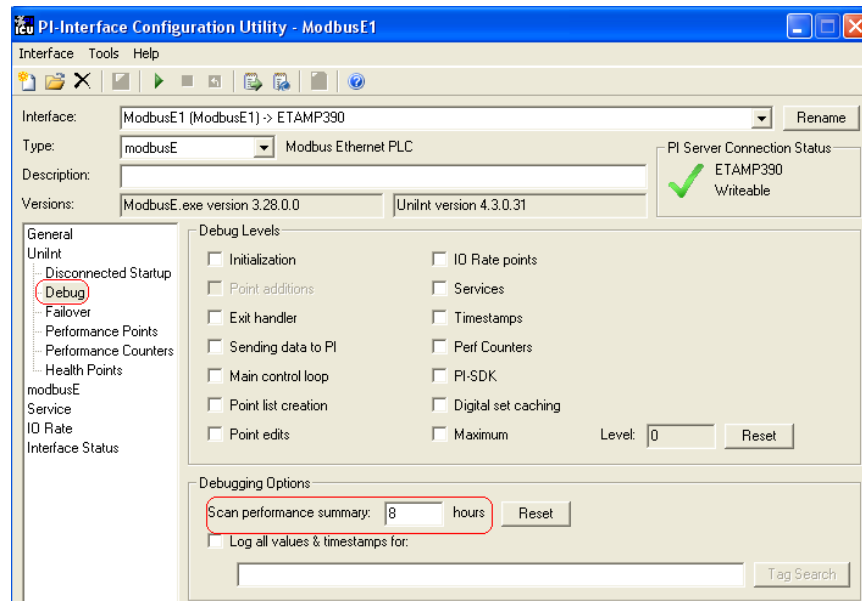 icu PI-Interface Configuration Utility - ModbusE1
Interface Tools Help
Interface: ModbusE1 (ModbusE1) -> ETAMP390 Rename
Type: modbusE Modbus Ethernet PLC
Description:
Versions: ModbusE.exe version 3.28.0.0 UniInt version 4.3.0.31
PI Server Connection Status
ETAMP390
Writeable
General
UniInt
Disconnected Startup
Debug
Failover
Performance Points
Performance Counters
Health Points
modbusE
Service
IO Rate
Interface Status
Debug Levels
Initialization IO Rate points
Point additions Services
Exit handler Timestamps
Sending data to PI Perf Counters
Main control loop PI-SDK
Point list creation Digital set caching
Point edits Maximum Level: 0 Reset
Debugging Options
Scan performance summary: 8 hours Reset
Log all values & timestamps for:
Tag Search